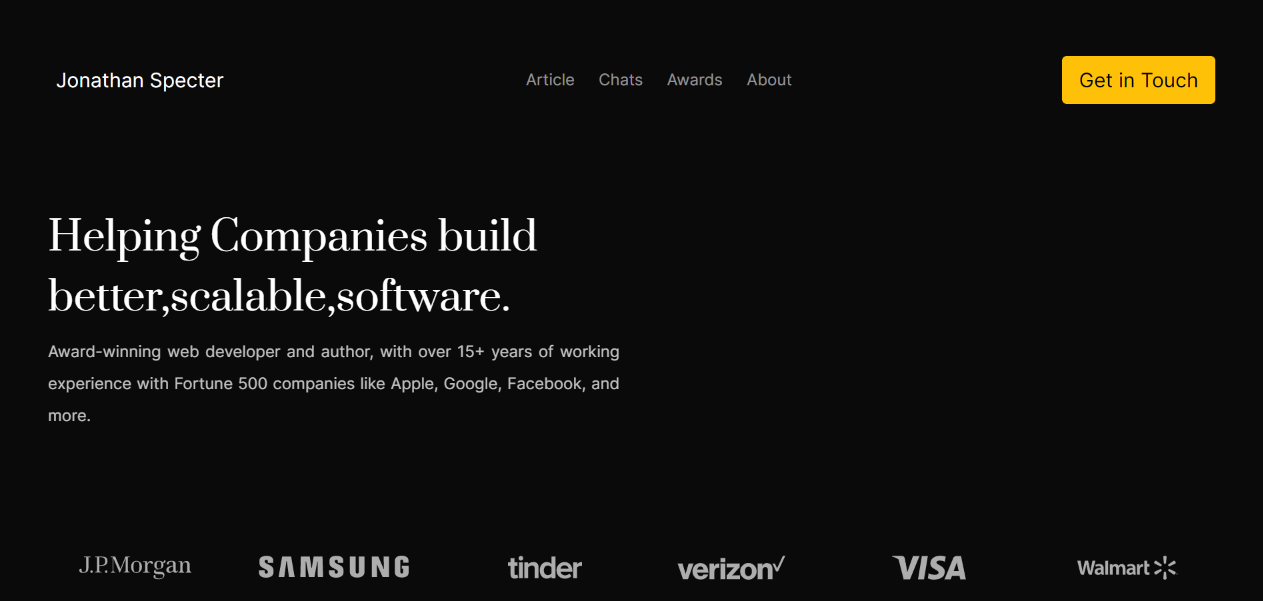 Jonathan Specter
Article Chats Awards About
Get in Touch
Helping Companies build
better,scalable,software.
Award-winning web developer and author, with over 15+ years of working
experience with Fortune 500 companies like Apple, Google, Facebook, and
more.
J.P.Morgan SAMSUNG tinder verizon VISA Walmart